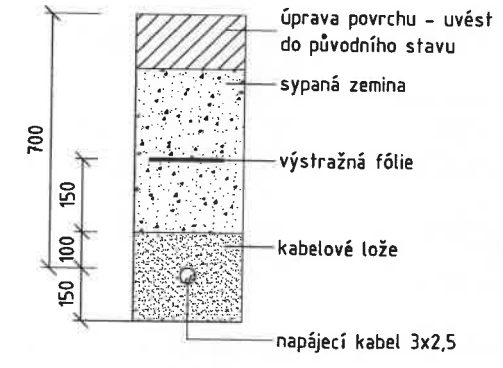 úprava povrchu - uvést
do původního stavu
sypaná zemina
700
výstražná fólie
150
100
kabelové lože
150
napájecí kabel 3x2,5